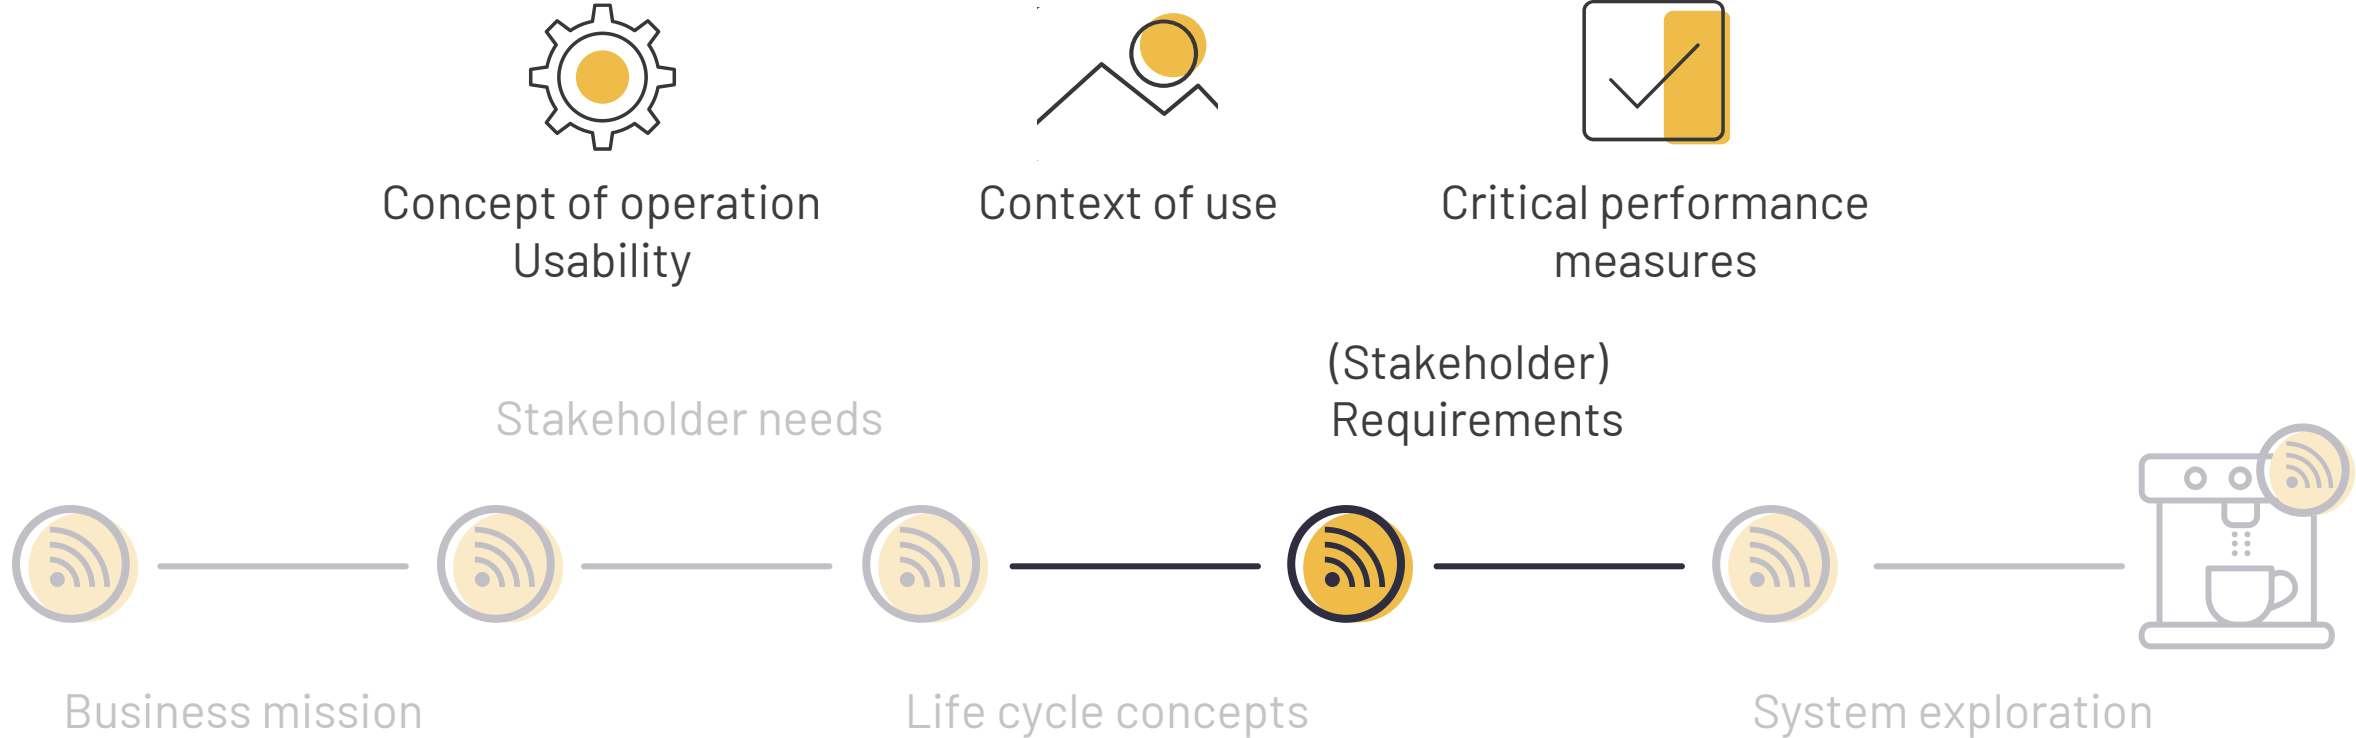 Concept of operation
Usability
Context of use
Critical performance
measures
(Stakeholder)
Requirements
Stakeholder needs
Business mission
Life cycle concepts
System exploration